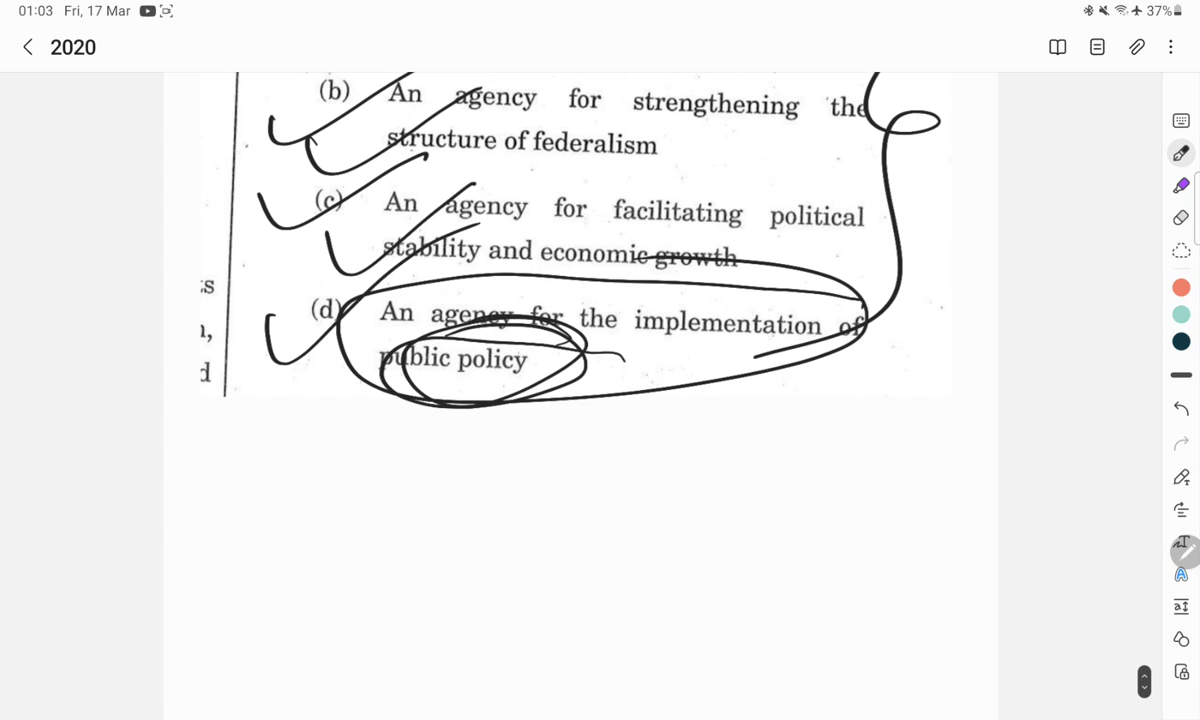 01:03 Fri, 17 Mar
37%
2020
(b) An agency for strengthening the
structure of federalism
(c) An agency for facilitating political
stability and economic growth
(d) An agency for the implementation of
public policy